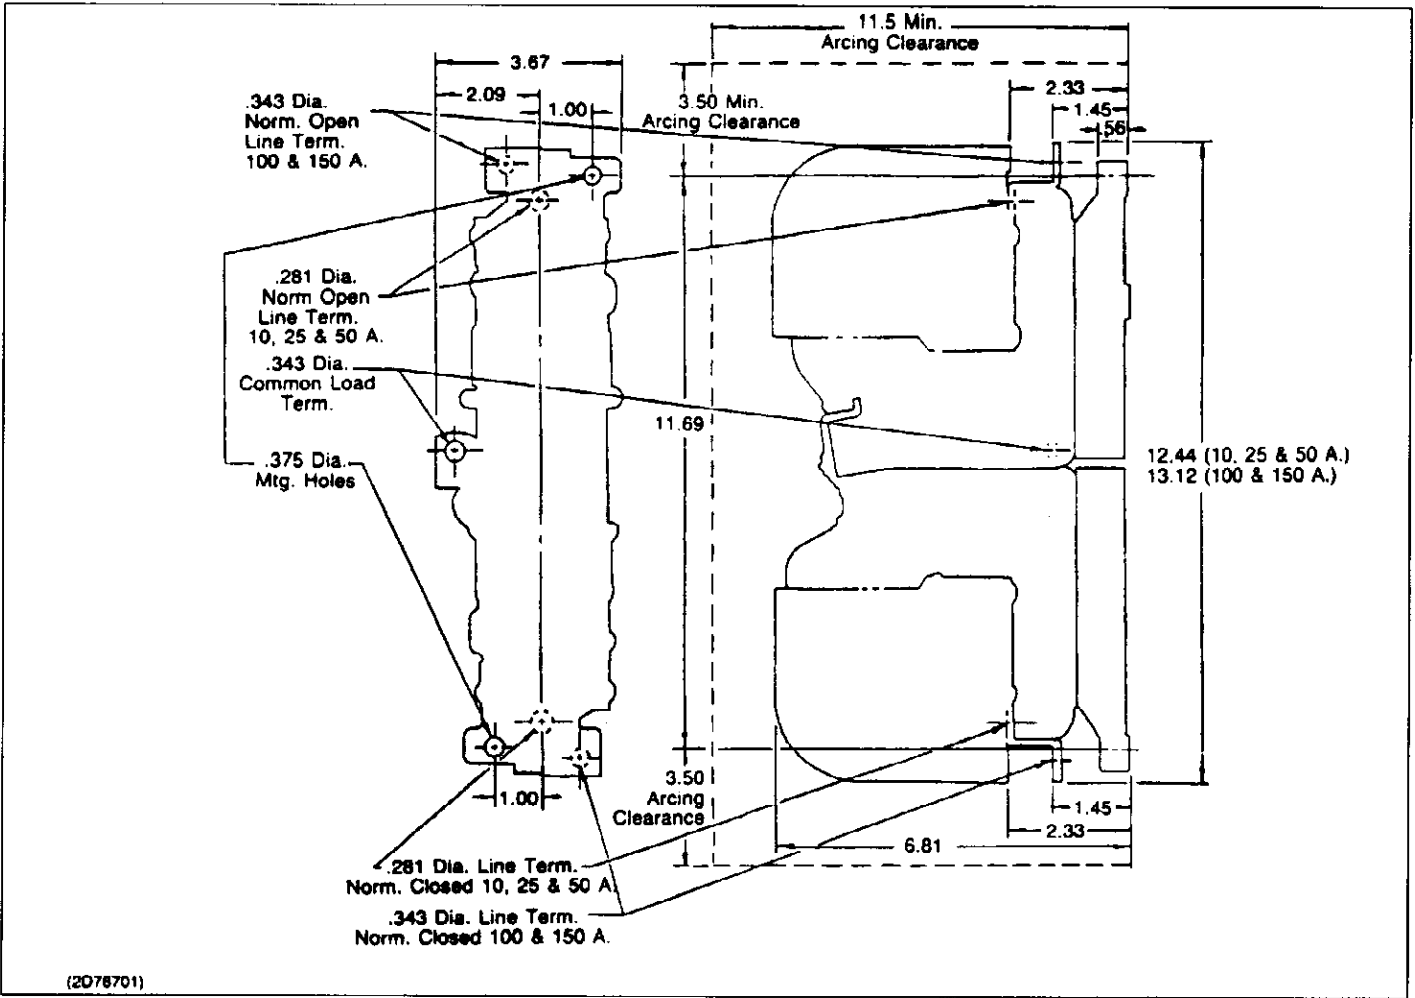 11.5 Min.
Arcing Clearance
3.67
2.09
1.00
3.50 Min.
Arcing Clearance
2.33
1.45
.56
.343 Dia.
Norm. Open
Line Term.
100 & 150 A.
.281 Dia.
Norm Open
Line Term.
10, 25 & 50 A.
.343 Dia.
Common Load
Term.
11.69
.375 Dia.
Mtg. Holes
12.44 (10, 25 & 50 A.)
13.12 (100 & 150 A.)
3.50
Arcing
Clearance
1.00
1.45
2.33
6.81
.281 Dia. Line Term.
Norm. Closed 10, 25 & 50 A.
.343 Dia. Line Term.
Norm. Closed 100 & 150 A.
(2D76701)